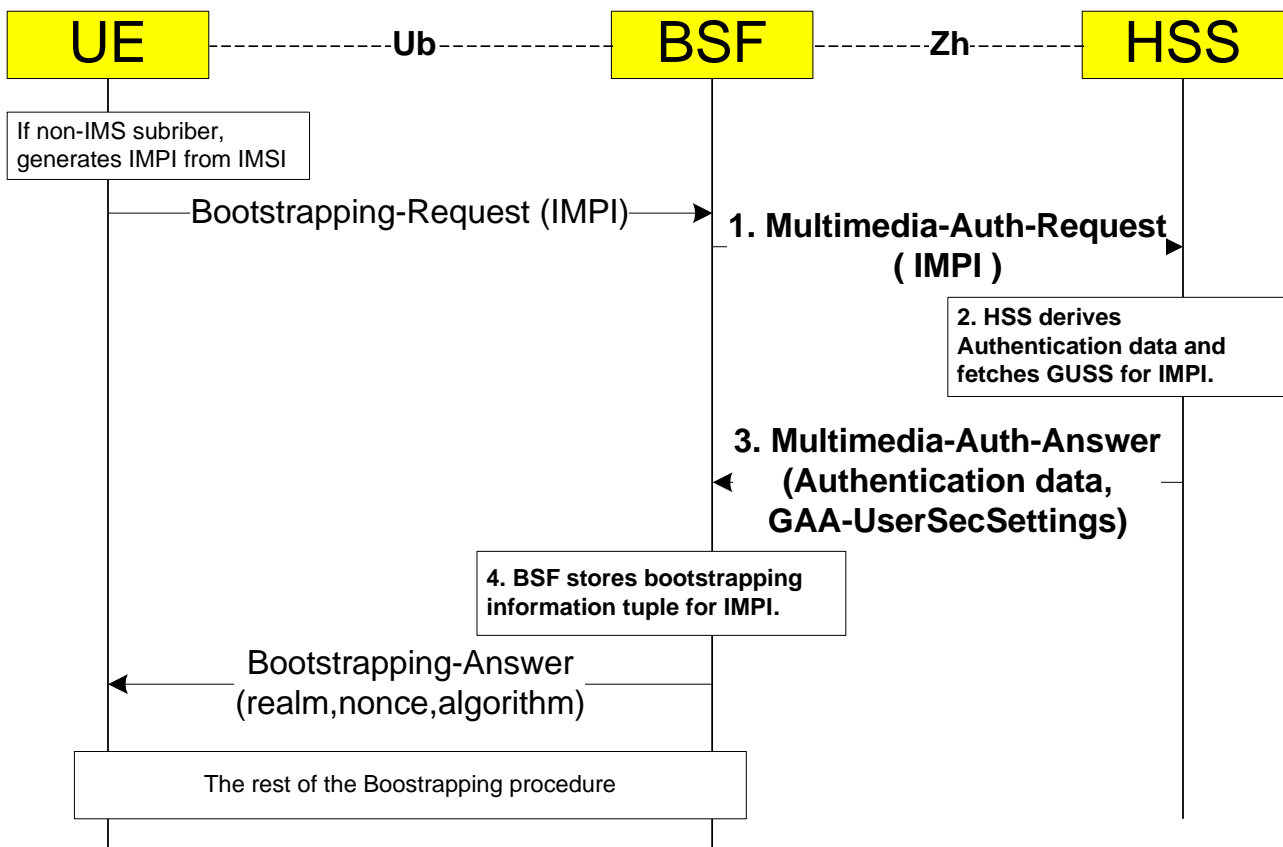 UE
Ub
BSF
Zh
HSS
If non-IMS subriber,
generates IMPI from IMSI
Bootstrapping-Request (IMPI)
1. Multimedia-Auth-Request
( IMPI )
2. HSS derives
Authentication data and
fetches GUSS for IMPI.
3. Multimedia-Auth-Answer
(Authentication data,
GAA-UserSecSettings)
4. BSF stores bootstrapping
information tuple for IMPI.
Bootstrapping-Answer
(realm,nonce,algorithm)
The rest of the Boostrapping procedure